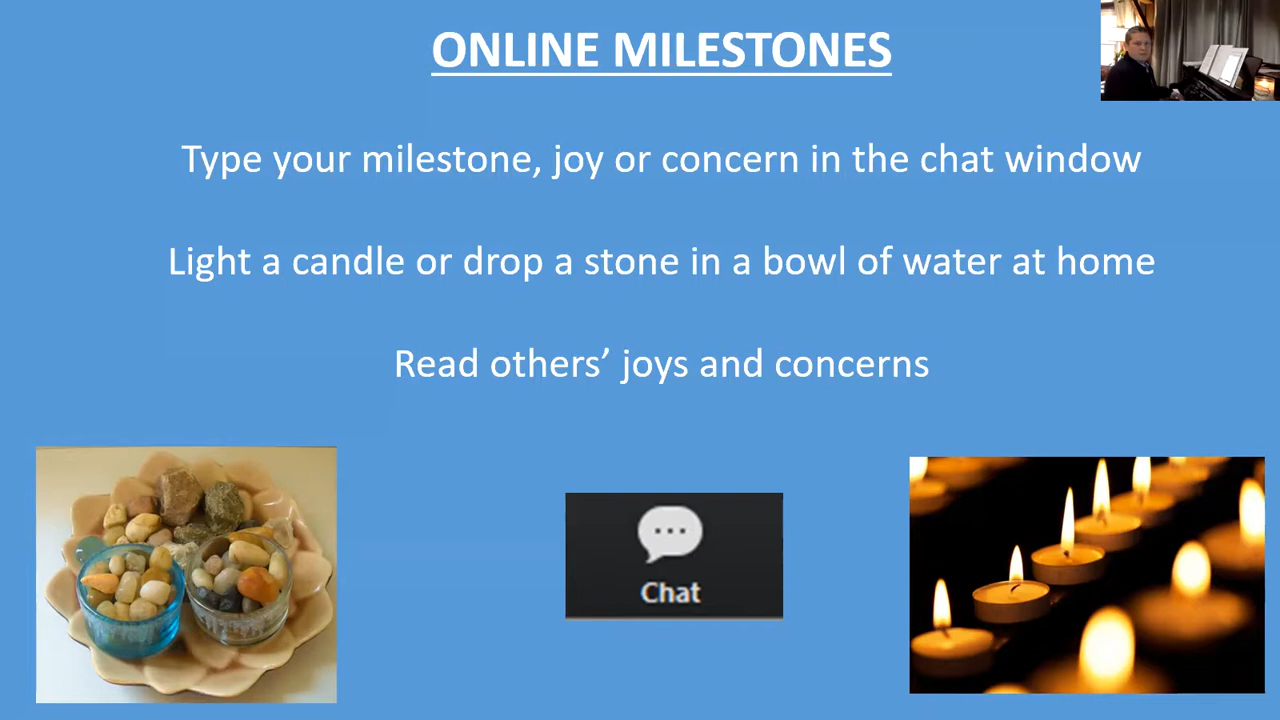 ONLINE MILESTONES
Type your milestone, joy or concern in the chat window
Light a candle or drop a stone in a bowl of water at home
Read others’ joys and concerns
Chat